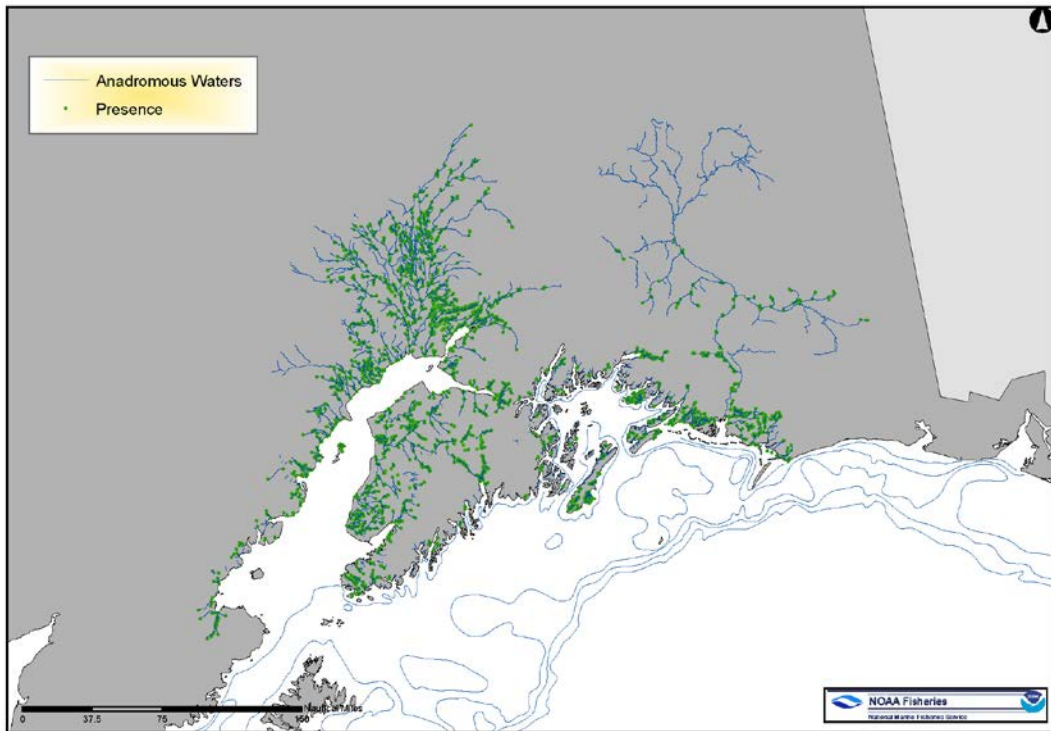 Anadromous Waters
Presence
Nautical Miles
0 37.5 75 150
NOAA Fisheries
National Marine Fisheries Service